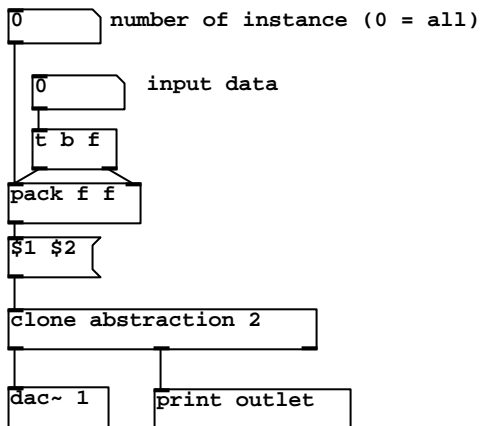 0 number of instance (0 = all)
0 input data
t b f
pack f f
$1 $2
clone abstraction 2
dac~ 1 print outlet